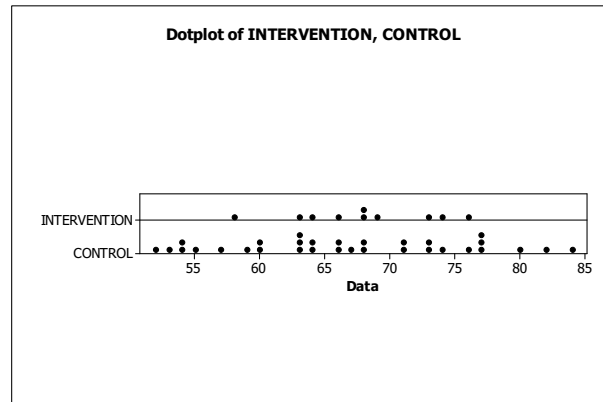 Dotplot of INTERVENTION, CONTROL
INTERVENTION
CONTROL
55 60 65 70 75 80 85
Data